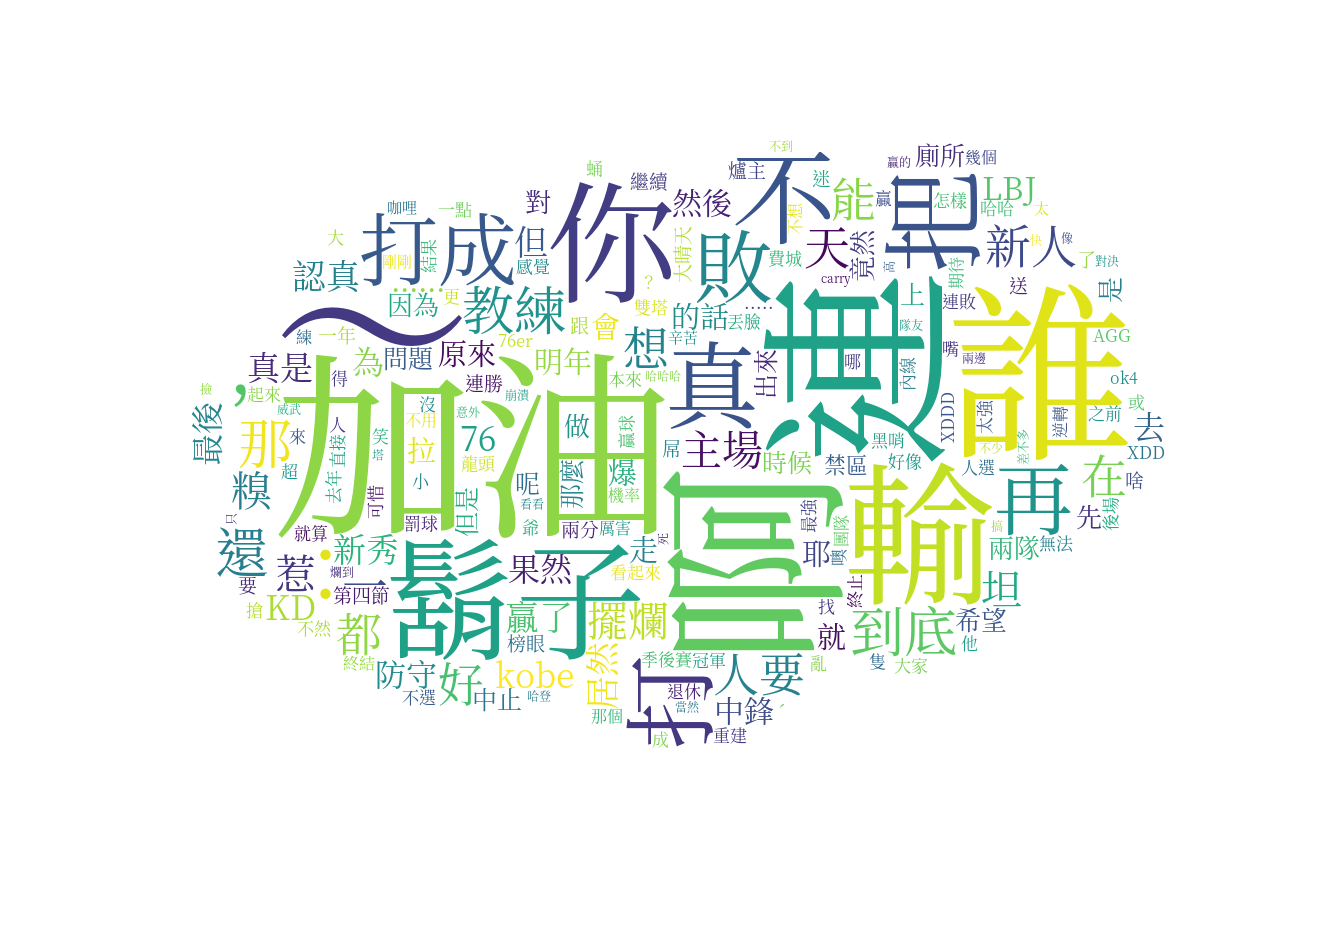 不到
蛹
爐主
迷
贏的
廁所
幾個
咖哩
一點
對
繼續
然後
不
能
贏
把
怎樣
LBJ
哈哈
太
大
打成
但
你
大晴天
不想
天
竟然
新人
快
像
認真
剛剛
結果
感覺
敗
費城
高
期待
了
對決
……
更
？
雙塔
.....
carry
上
連敗
送
是
因為
教練
跟
會
的話
丟臉
練
一年
～
76er
辛苦
想
真
出來
哪
隊友
內線
嘴
兩邊
誰
AGG
真是
為
問題
原來
明年
本來
哈哈哈
連
ok4
撿
，
起來
得
連勝
崩潰
威武
加油
沒
意外
不用
做
贏球
黑哨
XDDD
太強
逆轉
之前
或
最後
那
來
人
笑
塔
拉
76
龍頭
主場
時候
禁區
好像
不少
人選
差不多
去
XDD
超
直接
去年
小
呢
看看
那麼
爆
屌
在
啥
糗
可惜
但是
機率
最強
輸
再
後場
先
只
罰球
爺
兩分
厲害
團隊
搞
還
就算
新秀
走
死
阿
耶
噢
兩隊
無法
：
惹
爛到
一
鬍子
果然
看起來
要
第四節
終止
坦
搶
KD
找
不然
都
贏了
擺爛
就
到底
希望
榜眼
他
終結
防守
好
kobe
居然
季後賽冠軍
人要
亂
隻
大家
不選
中止
哈登
打
退休
當然
中鋒
那個
成
重建